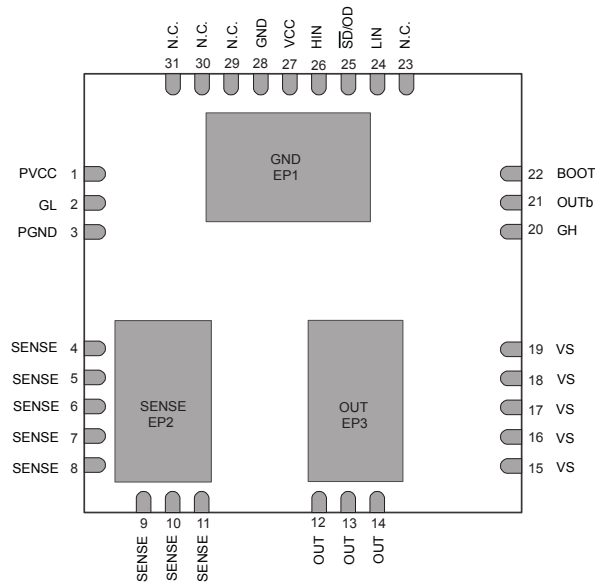 N.C.
N.C.
N.C.
GND
VCC
HIN
SD/OD
LIN
N.C.
31 30 29 28 27 26 25 24 23
GND
EP1
PVCC 1
GL 2
PGND 3
22 BOOT
21 OUTb
20 GH
SENSE 4
SENSE 5
SENSE 6
SENSE 7
SENSE 8
SENSE
EP2
OUT
EP3
19 VS
18 VS
17 VS
16 VS
15 VS
9 10 11 12 13 14
SENSE
SENSE
SENSE
OUT
OUT
OUT